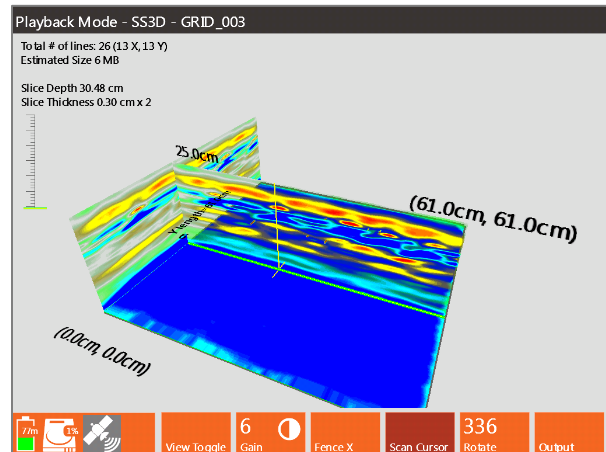 Playback Mode - SS3D - GRID_003
Total # of lines: 26 (13 X, 13 Y)
Estimated Size 6 MB
Slice Depth 30.48 cm
Slice Thickness 0.30 cm x 2
25.0cm
(61.0cm, 61.0cm)
Y Length=
(0.0cm, 0.0cm)
77m
1%
6
336
View Toggle
Gain
Fence X
Scan Cursor
Rotate
Output